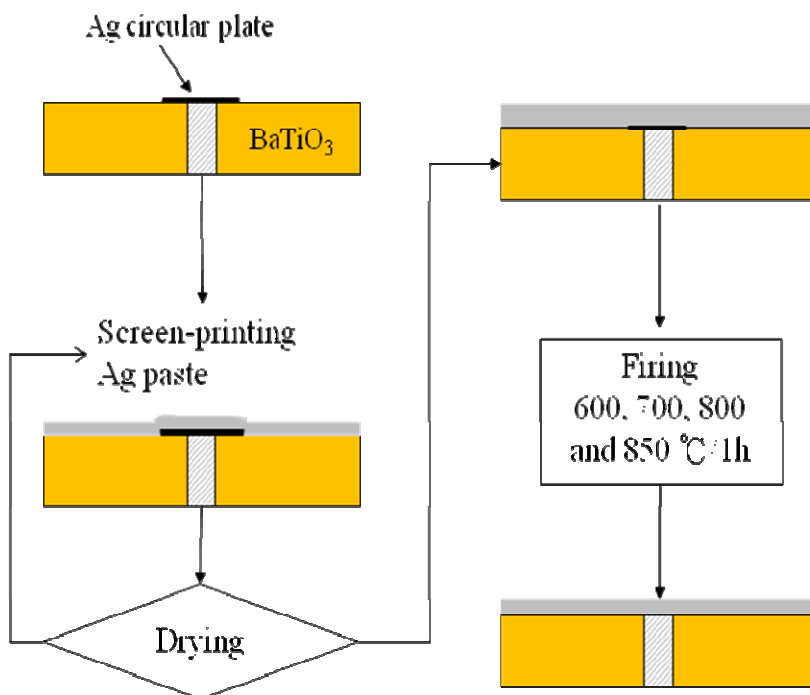 Ag circular plate
BaTiO₃
Screen-printing
Ag paste
Drying
Firing
600, 700, 800
and 850 ℃/1h